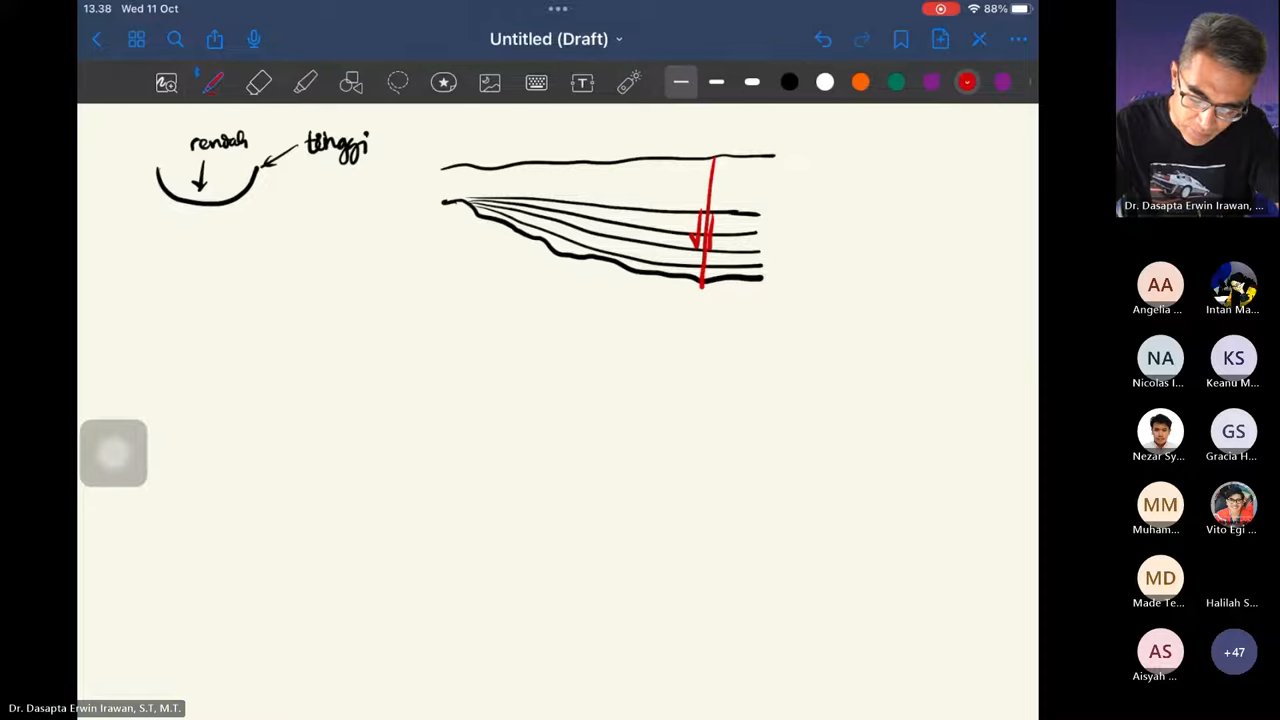 13.38 Wed 11 Oct
88%
Untitled (Draft)
T
rendah
tinggi
Dr. Dasapta Erwin Irawan, ...
AA
Angelia ...
Intan Ma...
NA
Nicolas I...
KS
Keanu M...
Nezar Sy...
GS
Gracia H...
MM
Muham...
Vito Egi ...
MD
Made Te...
Halilah S...
AS
Aisyah ...
+47
Dr. Dasapta Erwin Irawan, S.T, M.T.